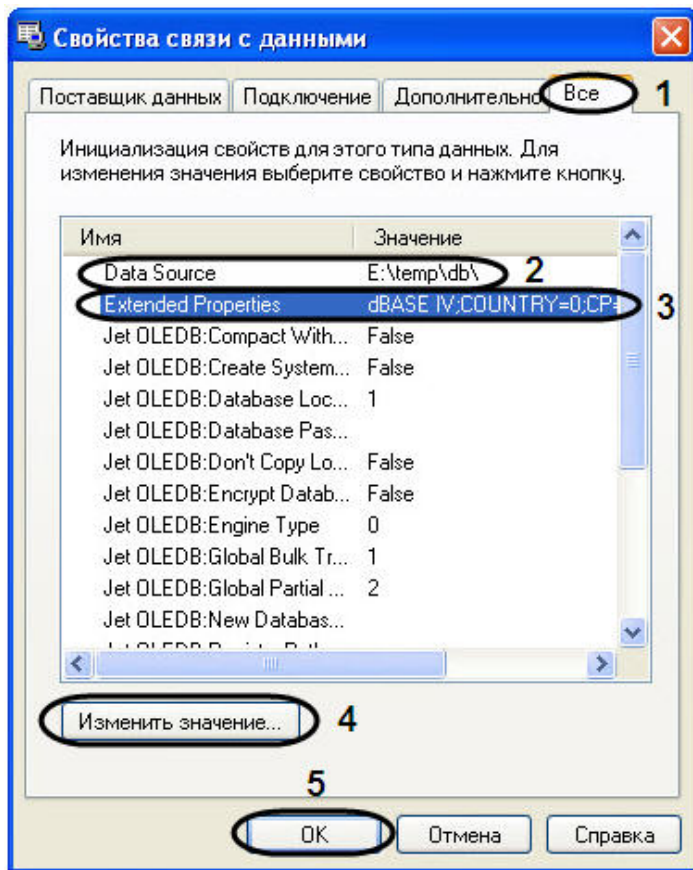 Свойства связи с данными
Поставщик данных Подключение Дополнительно Все 1
Инициализация свойств для этого типа данных. Для
изменения значения выберите свойство и нажмите кнопку.
Имя Значение
Data Source E:\temp\db\ 2
Extended Properties dBASE IV;COUNTRY=0;CP= 3
Jet OLEDB:Compact With... False
Jet OLEDB:Create System... False
Jet OLEDB:Database Loc... 1
Jet OLEDB:Database Pas...
Jet OLEDB:Don't Copy Lo... False
Jet OLEDB:Encrypt Datab... False
Jet OLEDB:Engine Type 0
Jet OLEDB:Global Bulk Tr... 1
Jet OLEDB:Global Partial ... 2
Jet OLEDB:New Databas...
Изменить значение... 4
5
OK Отмена Справка